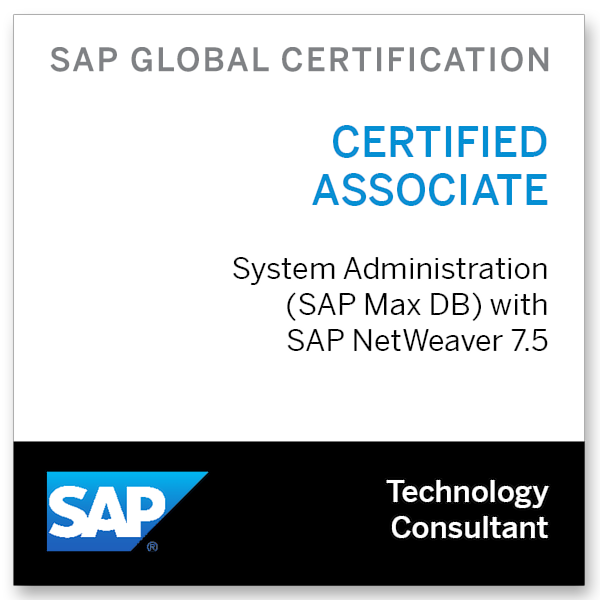 SAP GLOBAL CERTIFICATION
CERTIFIED
ASSOCIATE
System Administration
(SAP Max DB) with
SAP NetWeaver 7.5
SAP®
Technology
Consultant